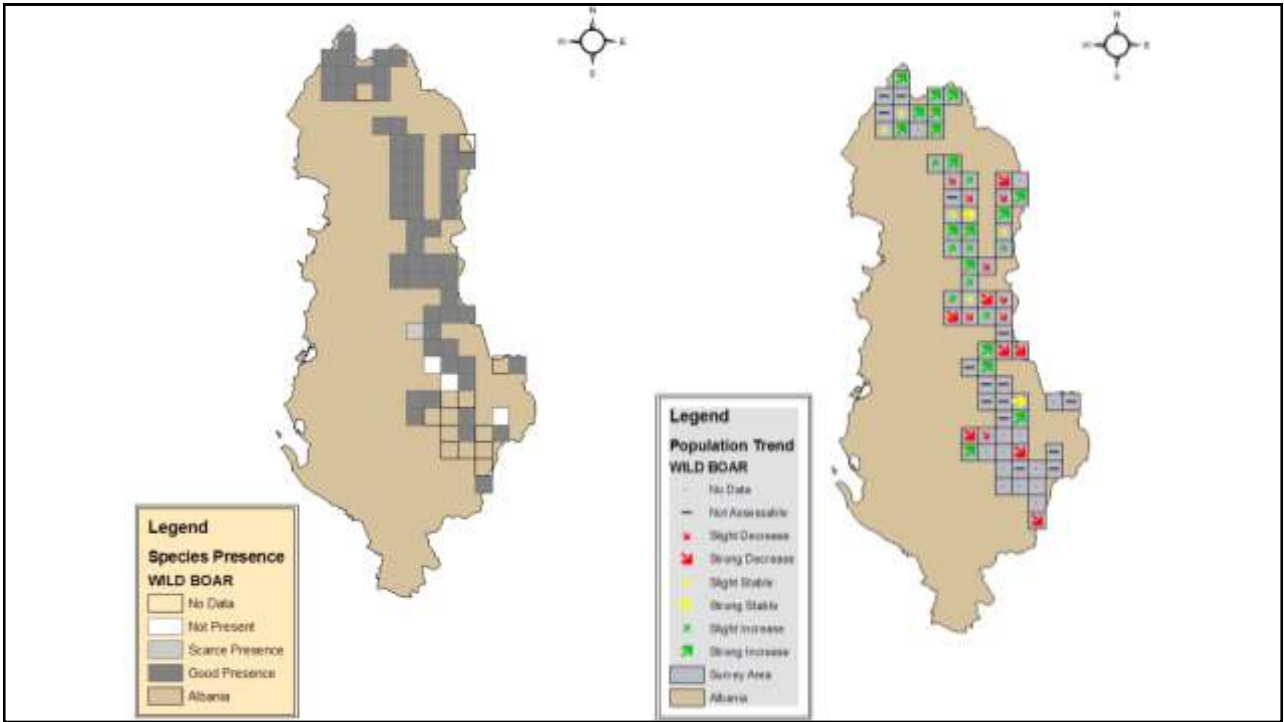 N
W E
S
N
W E
S
Legend
Species Presence
WILD BOAR
No Data
Not Present
Scarce Presence
Good Presence
Albania
Legend
Population Trend
WILD BOAR
No Data
Not Assessable
Slight Decrease
Strong Decrease
Slight Stable
Strong Stable
Slight Increase
Strong Increase
Survey Area
Albania